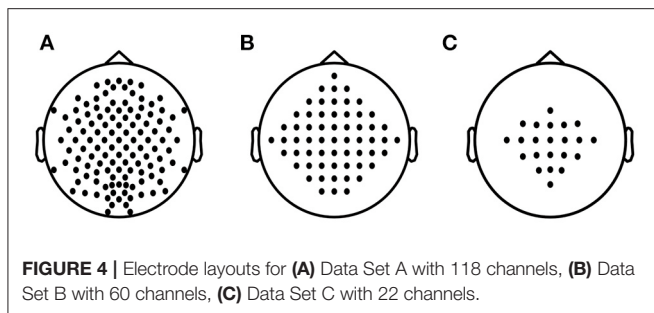 A B C
FIGURE 4 | Electrode layouts for (A) Data Set A with 118 channels, (B) Data
Set B with 60 channels, (C) Data Set C with 22 channels.